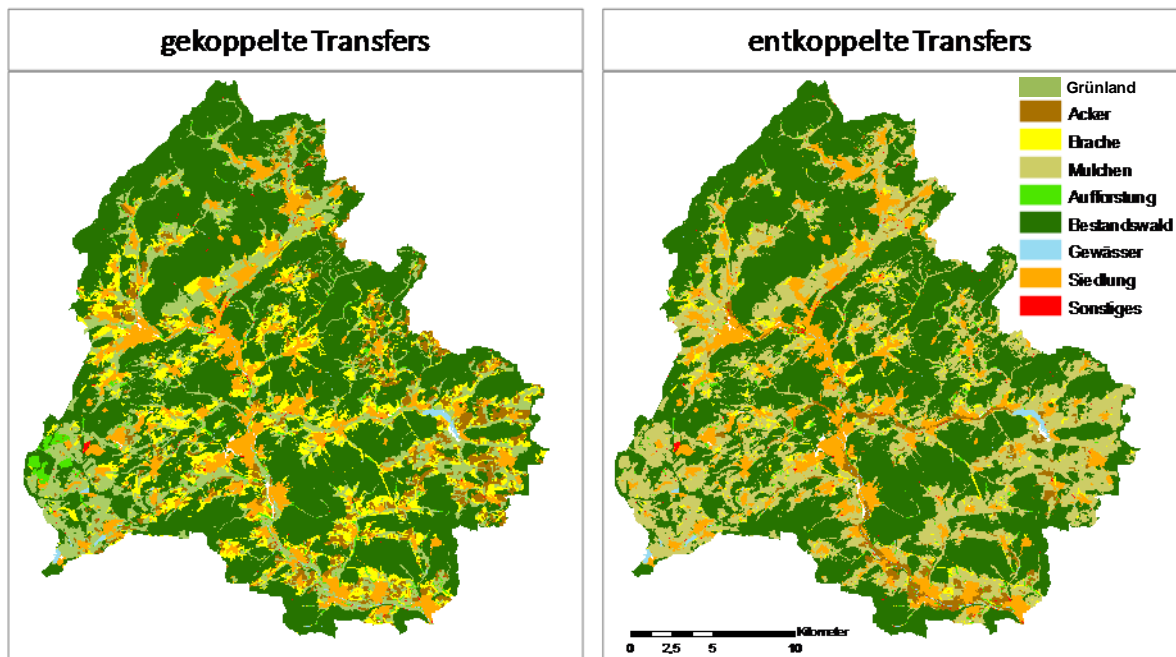 gekoppelte Transfers
entkoppelte Transfers
Grünland
Acker
Brache
Mulchen
Aufforstung
Bestandswald
Gewässer
Siedlung
Sonstiges
Kilometer
0 2,5 5 10